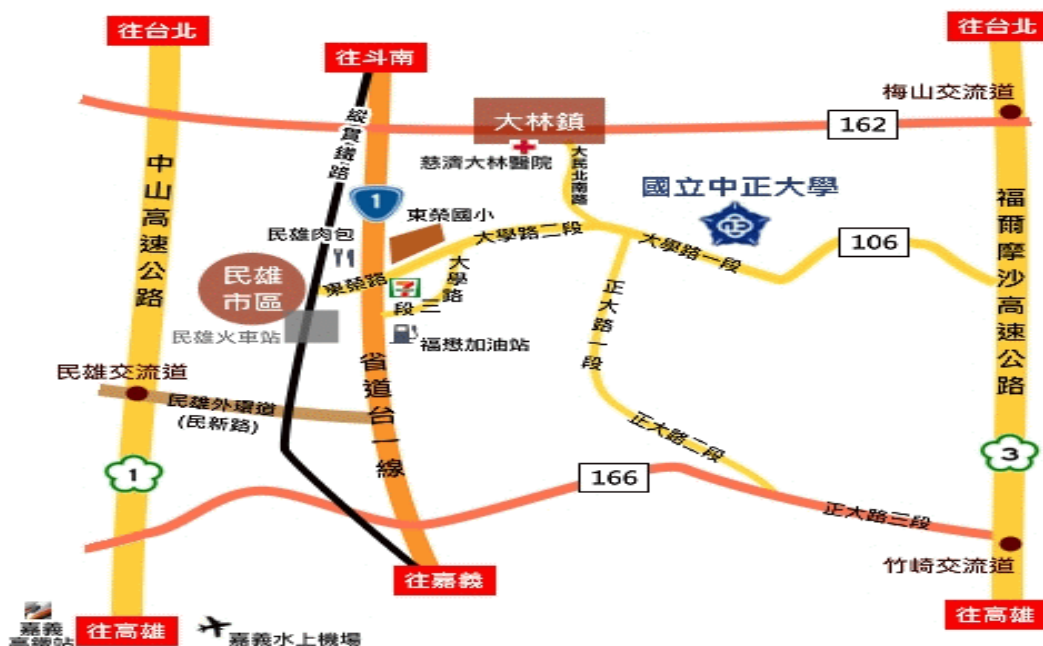 往台北
往斗南
往台北
梅山交流道
大林鎮
162
慈濟大林醫院
縱貫鐵路
大民北南路
中山高速公路
福爾摩沙高速公路
國立中正大學
1
東榮國小
民雄肉包
大學路二段
大學路一段
106
東榮路
大學路三段
7
民雄
市區
民雄火車站
福懋加油站
正大路一段
省道台一線
民雄交流道
民雄外環道
(民新路)
正大路二段
1
3
166
正大路三段
竹崎交流道
往嘉義
往高雄
往高雄
嘉義
高鐵站
嘉義水上機場